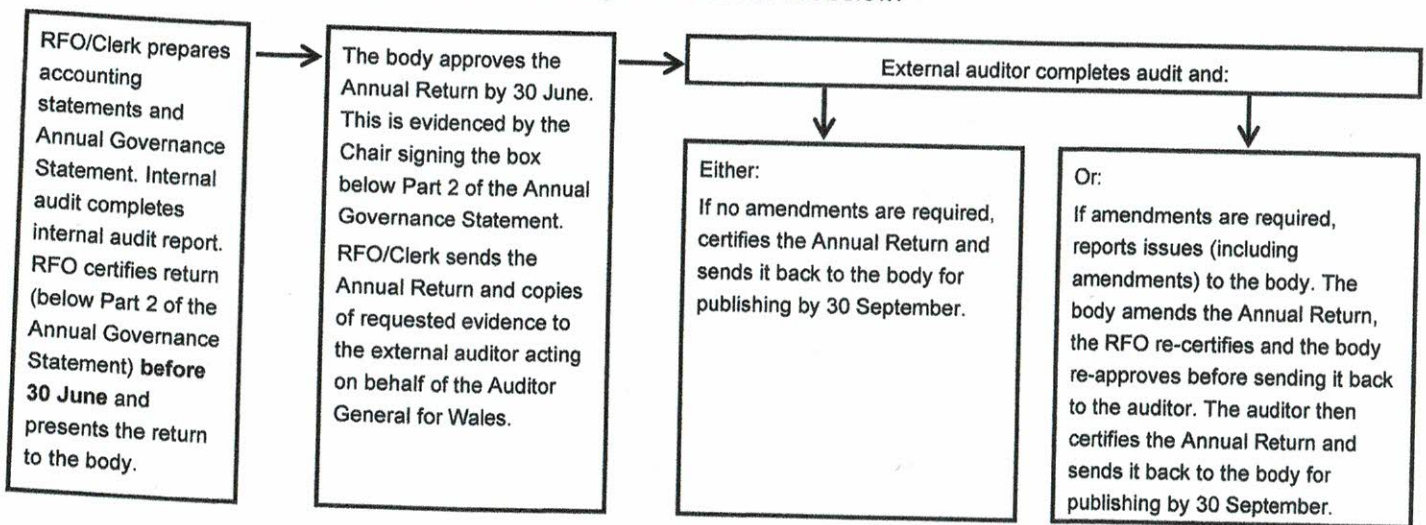 RFO/Clerk prepares
accounting
statements and
Annual Governance
Statement. Internal
audit completes
internal audit report.
RFO certifies return
(below Part 2 of the
Annual Governance
Statement) before
30 June and
presents the return
to the body.
The body approves the
Annual Return by 30 June.
This is evidenced by the
Chair signing the box
below Part 2 of the Annual
Governance Statement.
RFO/Clerk sends the
Annual Return and copies
of requested evidence to
the external auditor acting
on behalf of the Auditor
General for Wales.
External auditor completes audit and:
Either:
If no amendments are required,
certifies the Annual Return and
sends it back to the body for
publishing by 30 September.
Or:
If amendments are required,
reports issues (including
amendments) to the body. The
body amends the Annual Return,
the RFO re-certifies and the body
re-approves before sending it back
to the auditor. The auditor then
certifies the Annual Return and
sends it back to the body for
publishing by 30 September.